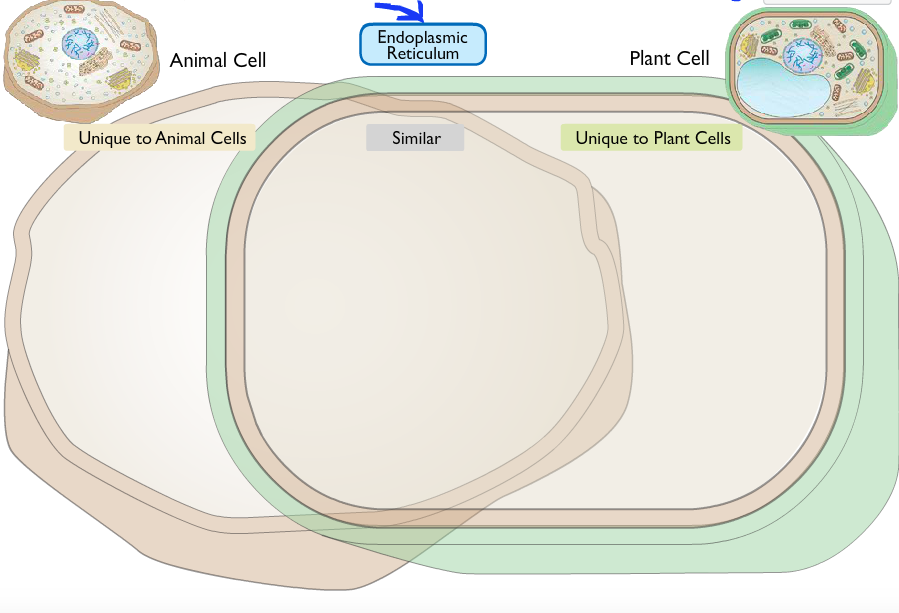 Endoplasmic
Reticulum
Animal Cell
Plant Cell
Unique to Animal Cells
Similar
Unique to Plant Cells